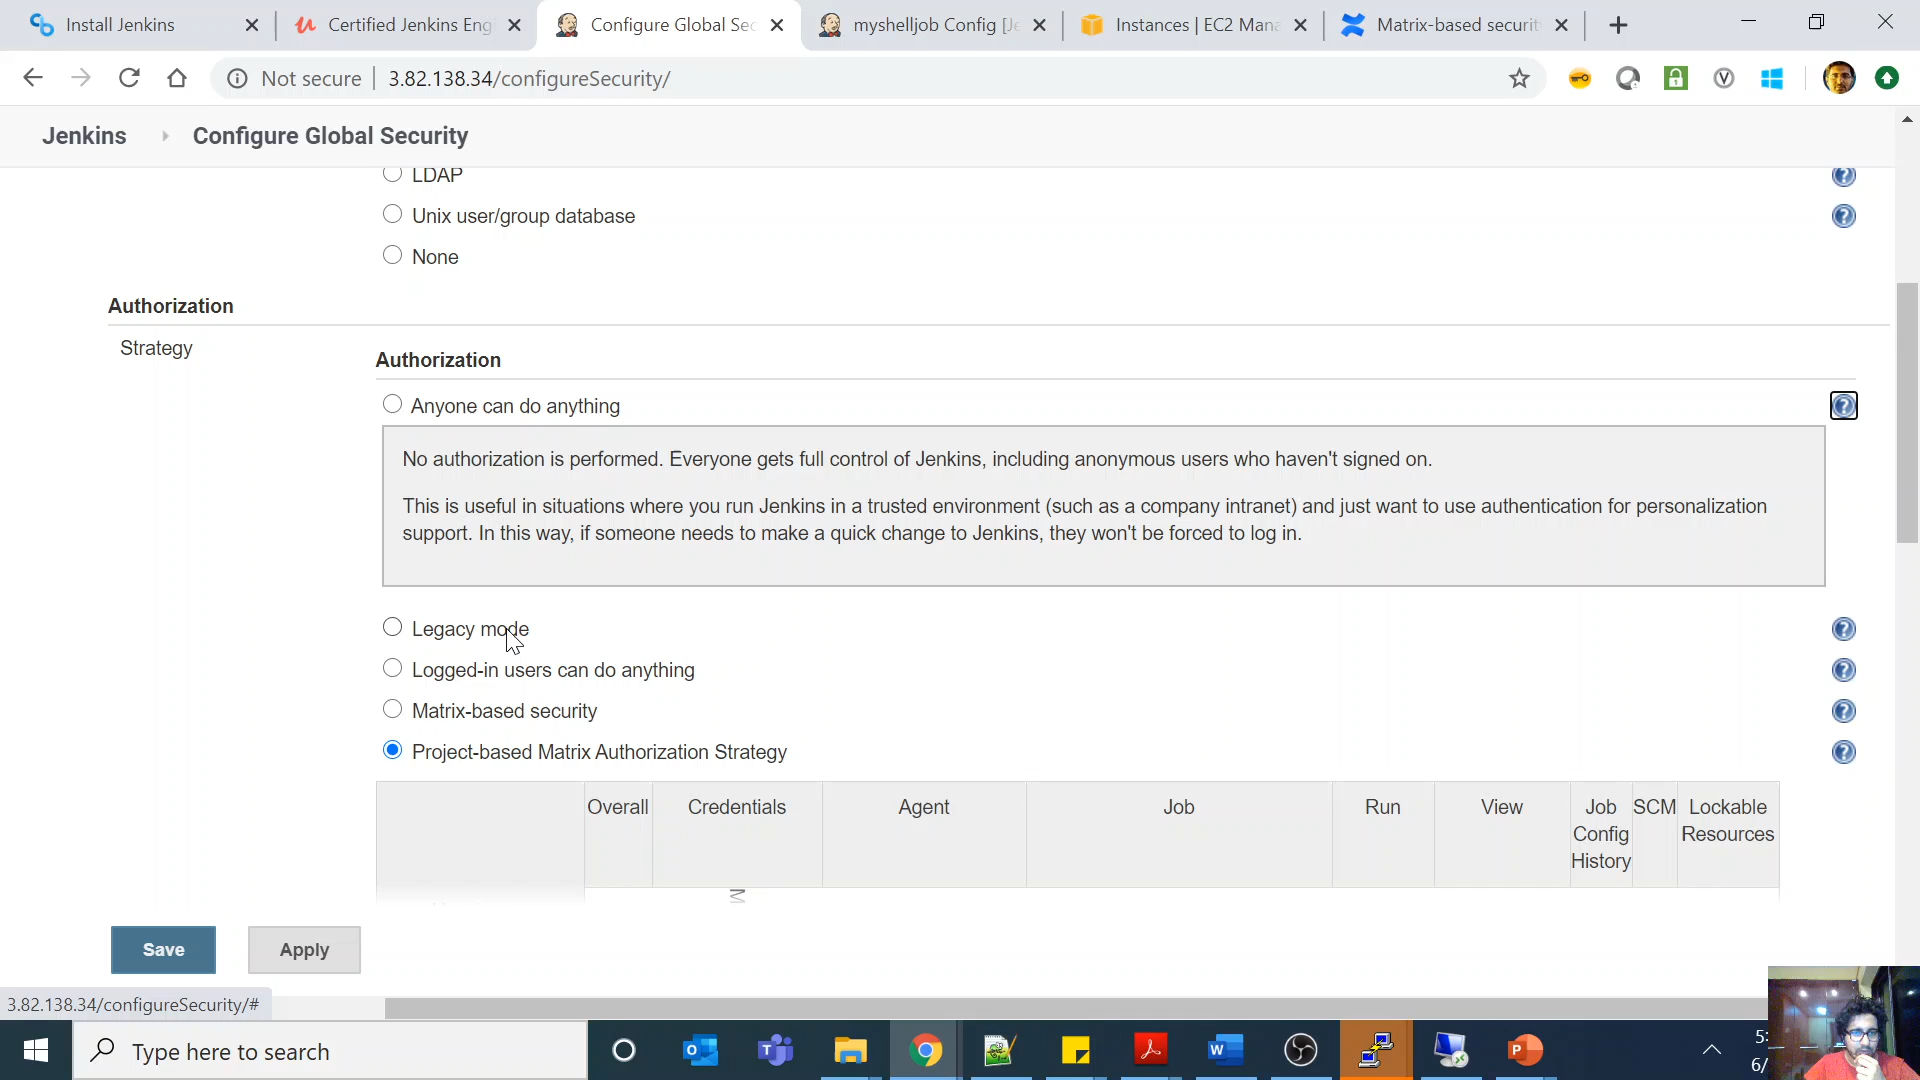 Install Jenkins
Certified Jenkins Eng
Configure Global Sec
myshelljob Config [Je
Instances | EC2 Mana
Matrix-based securit
Not secure
3.82.138.34/configureSecurity/
Jenkins
Configure Global Security
LDAP
Unix user/group database
None
Authorization
Strategy
Authorization
Anyone can do anything
No authorization is performed. Everyone gets full control of Jenkins, including anonymous users who haven't signed on.
This is useful in situations where you run Jenkins in a trusted environment (such as a company intranet) and just want to use authentication for personalization
support. In this way, if someone needs to make a quick change to Jenkins, they won't be forced to log in.
Legacy mode
Logged-in users can do anything
Matrix-based security
Project-based Matrix Authorization Strategy
Overall Credentials Agent Job Run View Job SCM Lockable
Config Resources
History
M
Save
Apply
3.82.138.34/configureSecurity/#
Type here to search
5:
6/